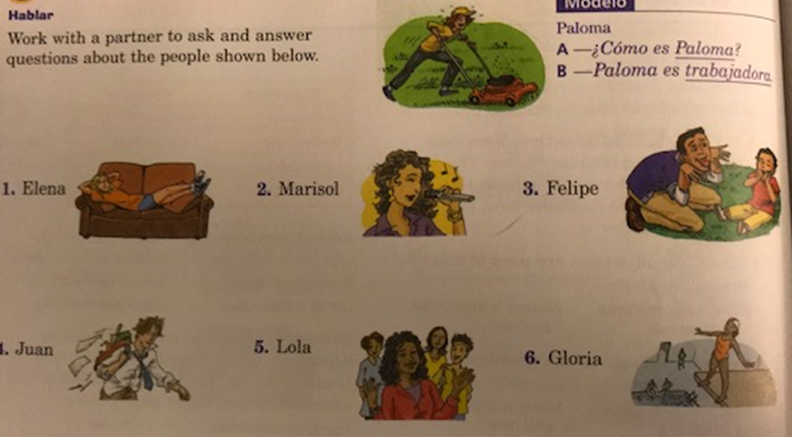 Hablar
Work with a partner to ask and answer
questions about the people shown below.
Modelo
Paloma
A —¿Cómo es Paloma?
B —Paloma es trabajadora.
1. Elena
2. Marisol
3. Felipe
4. Juan
5. Lola
6. Gloria